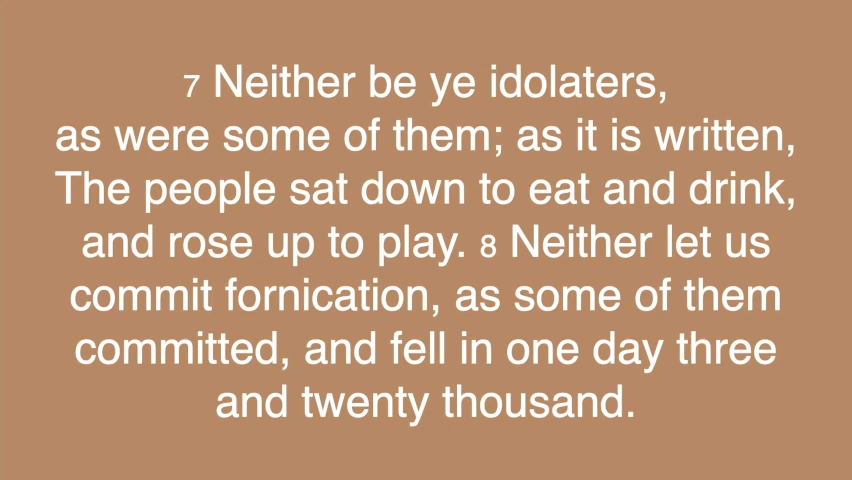 7 Neither be ye idolaters,
as were some of them; as it is written,
The people sat down to eat and drink,
and rose up to play. 8 Neither let us
commit fornication, as some of them
committed, and fell in one day three
and twenty thousand.